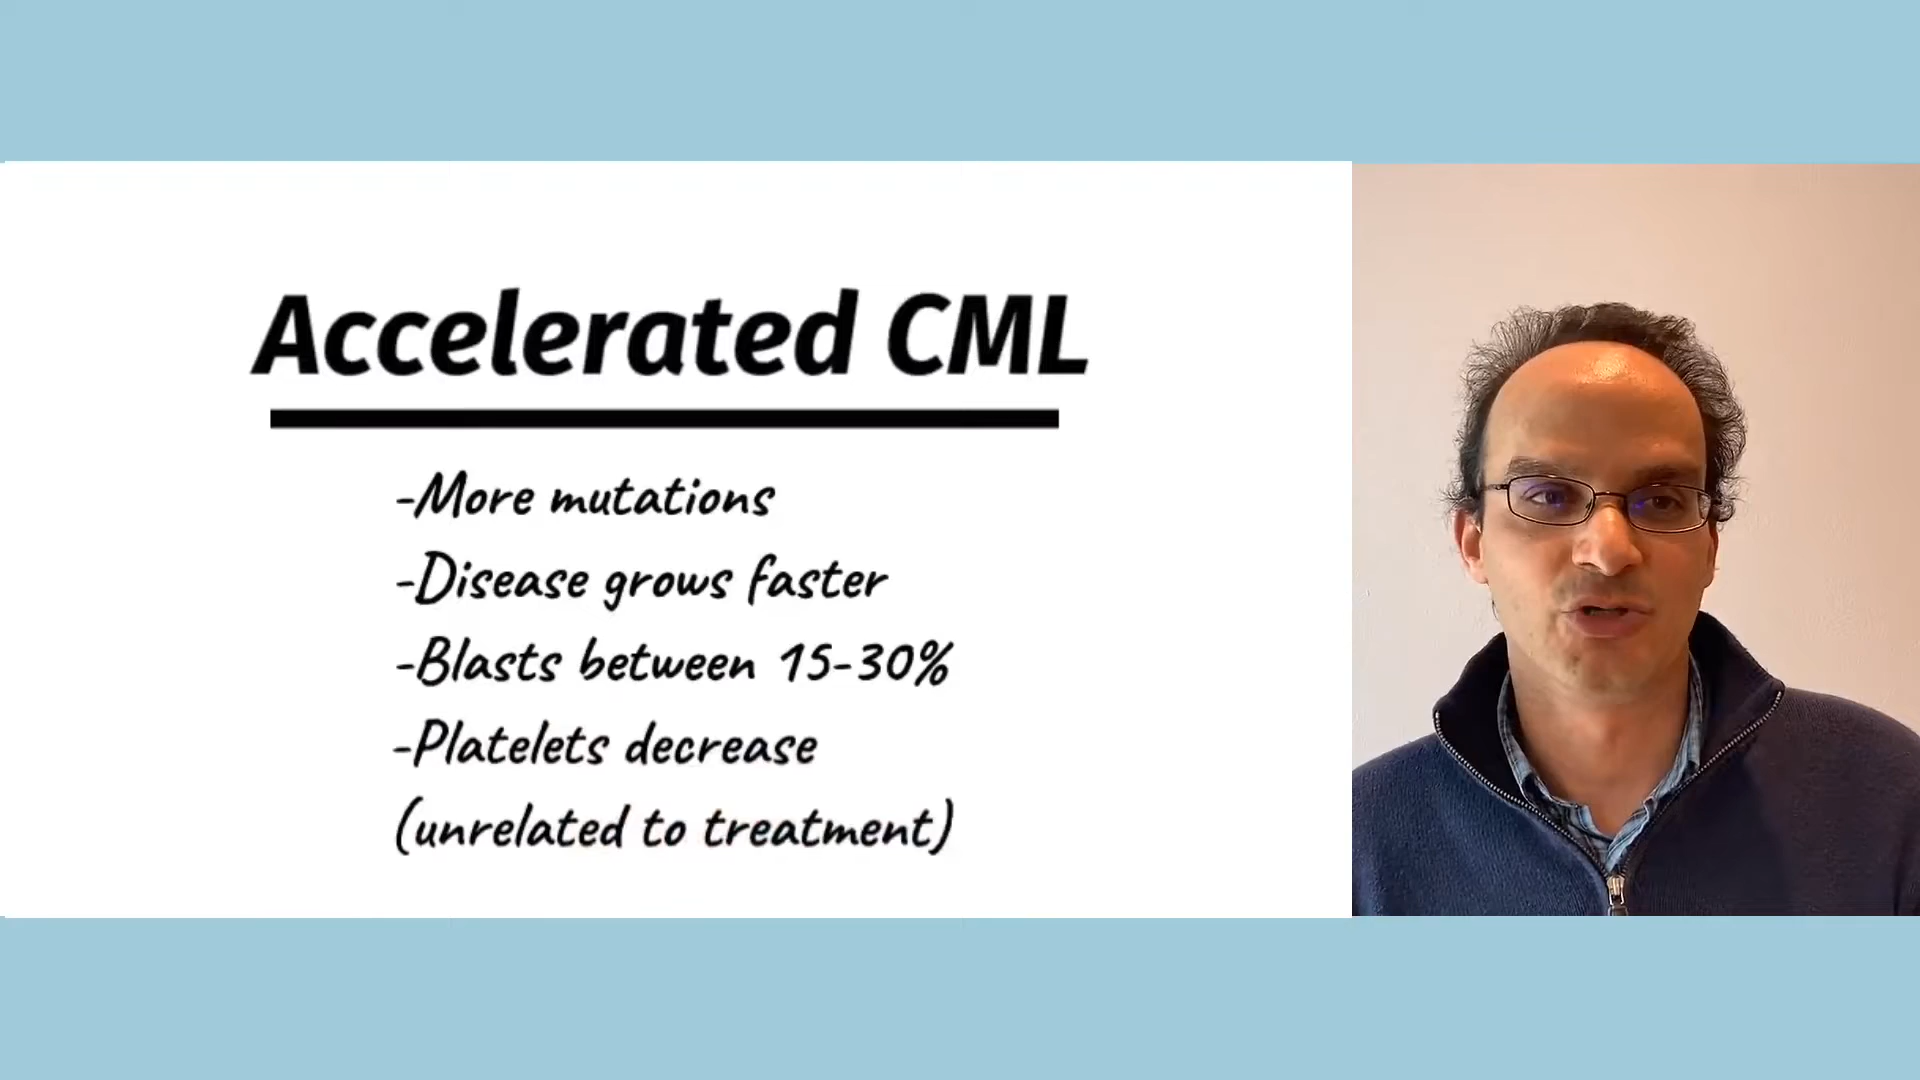 Accelerated CML
-More mutations
-Disease grows faster
-Blasts between 15-30%
-Platelets decrease
(unrelated to treatment)